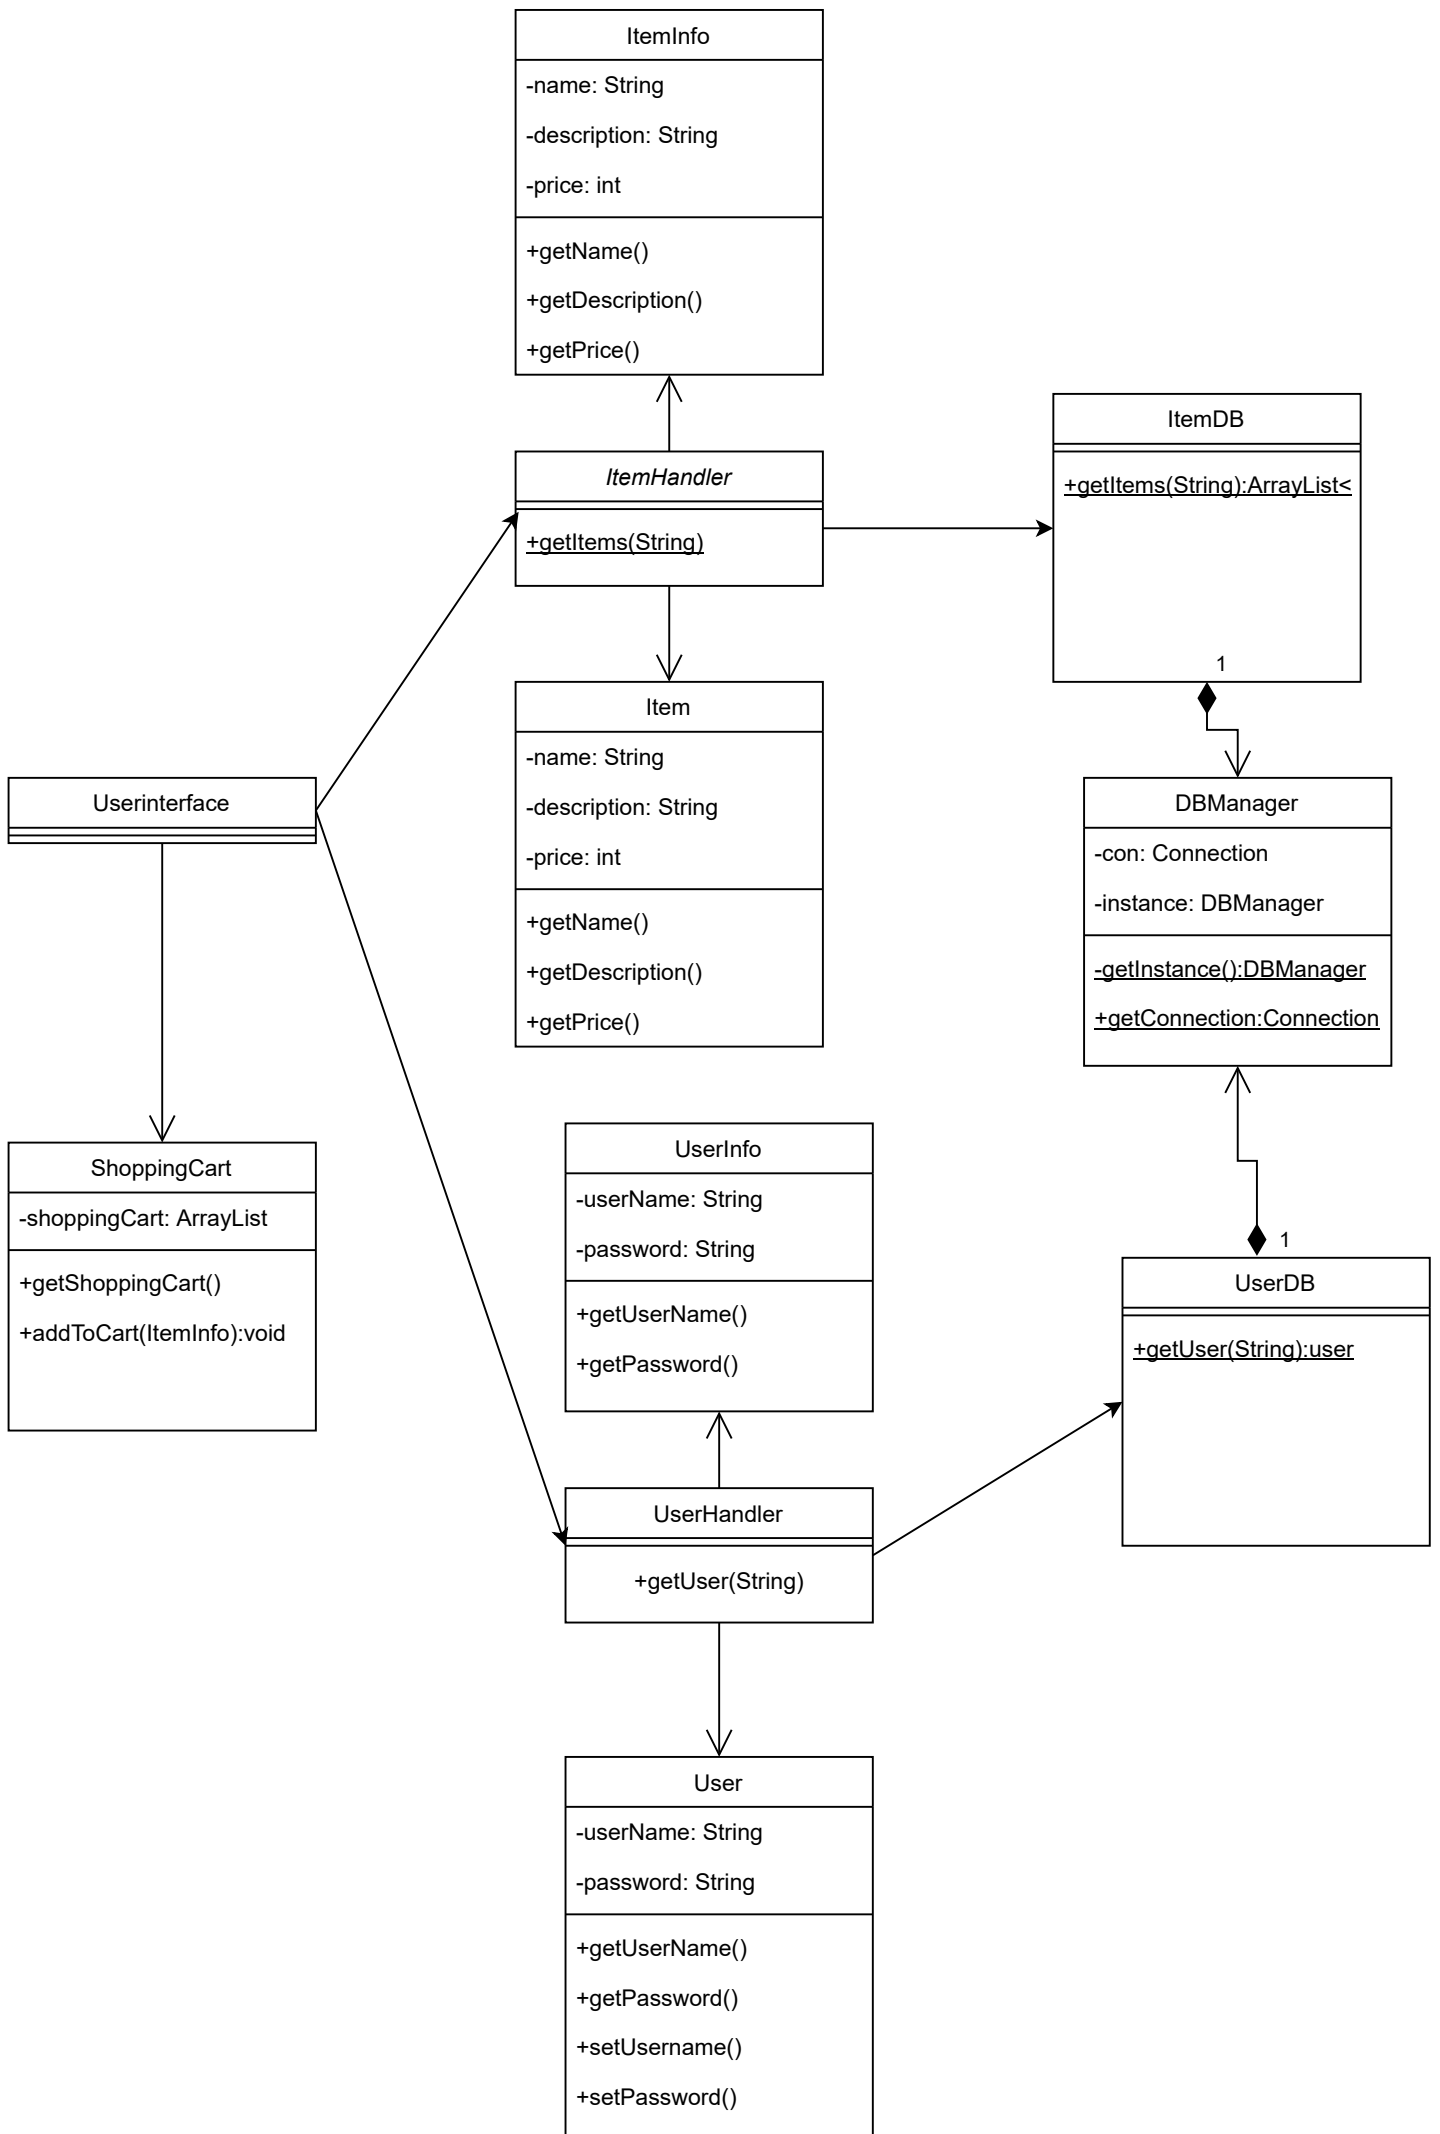 ItemInfo
-name: String
-description: String
-price: int
+getName()
+getDescription()
+getPrice()
ItemHandler
+getItems(String)
ItemDB
+getItems(String):ArrayList<
1
Item
-name: String
-description: String
-price: int
+getName()
+getDescription()
+getPrice()
Userinterface
DBManager
-con: Connection
-instance: DBManager
-getInstance():DBManager
+getConnection:Connection
ShoppingCart
-shoppingCart: ArrayList
+getShoppingCart()
+addToCart(ItemInfo):void
UserInfo
-userName: String
-password: String
+getUserName()
+getPassword()
1
UserDB
+getUser(String):user
UserHandler
+getUser(String)
User
-userName: String
-password: String
+getUserName()
+getPassword()
+setUsername()
+setPassword()